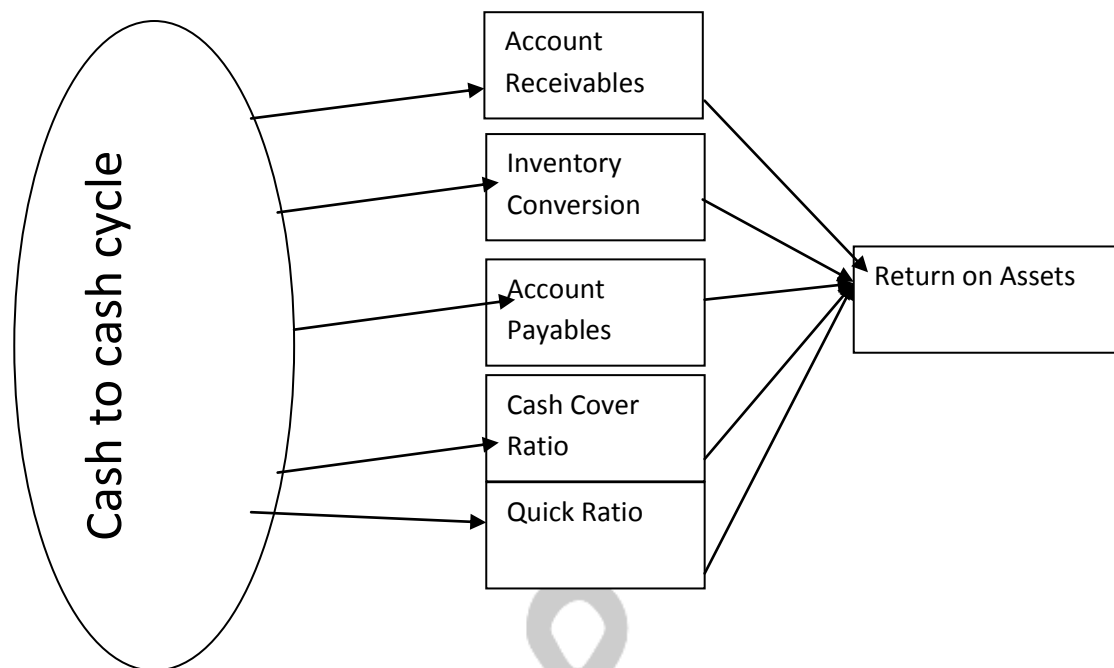 Cash to cash cycle
Account
Receivables
Inventory
Conversion
Account
Payables
Cash Cover
Ratio
Quick Ratio
Return on Assets